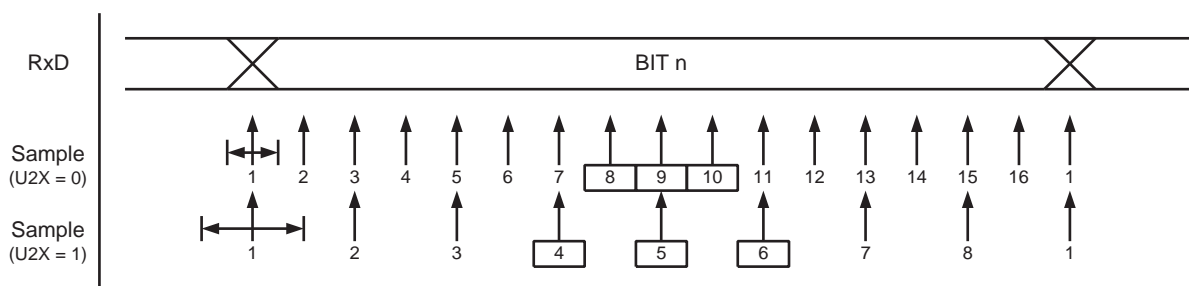 RxD BIT n
Sample
(U2X = 0) 1 2 3 4 5 6 7 8 9 10 11 12 13 14 15 16 1
Sample
(U2X = 1) 1 2 3 4 5 6 7 8 1